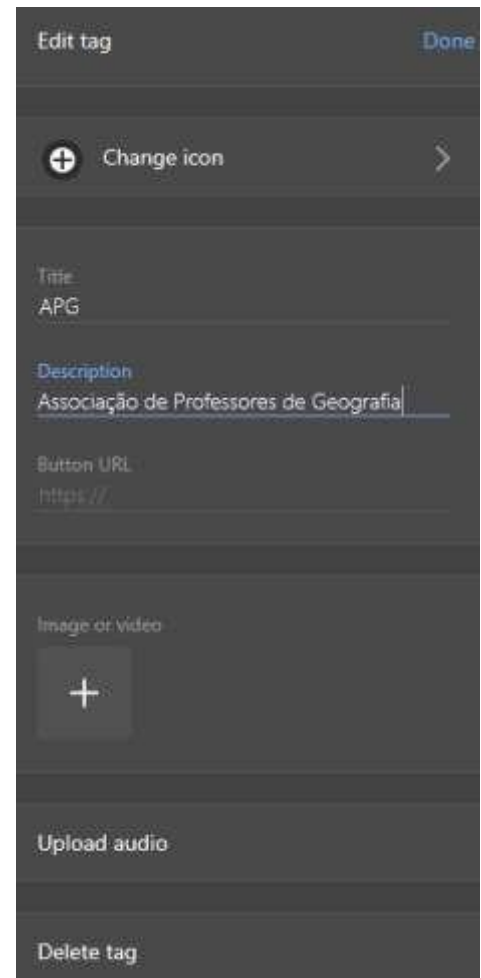 Edit tag
Done
Change icon
Title
APG
Description
Associação de Professores de Geografia
Button URL
https://
Image or video
Upload audio
Delete tag